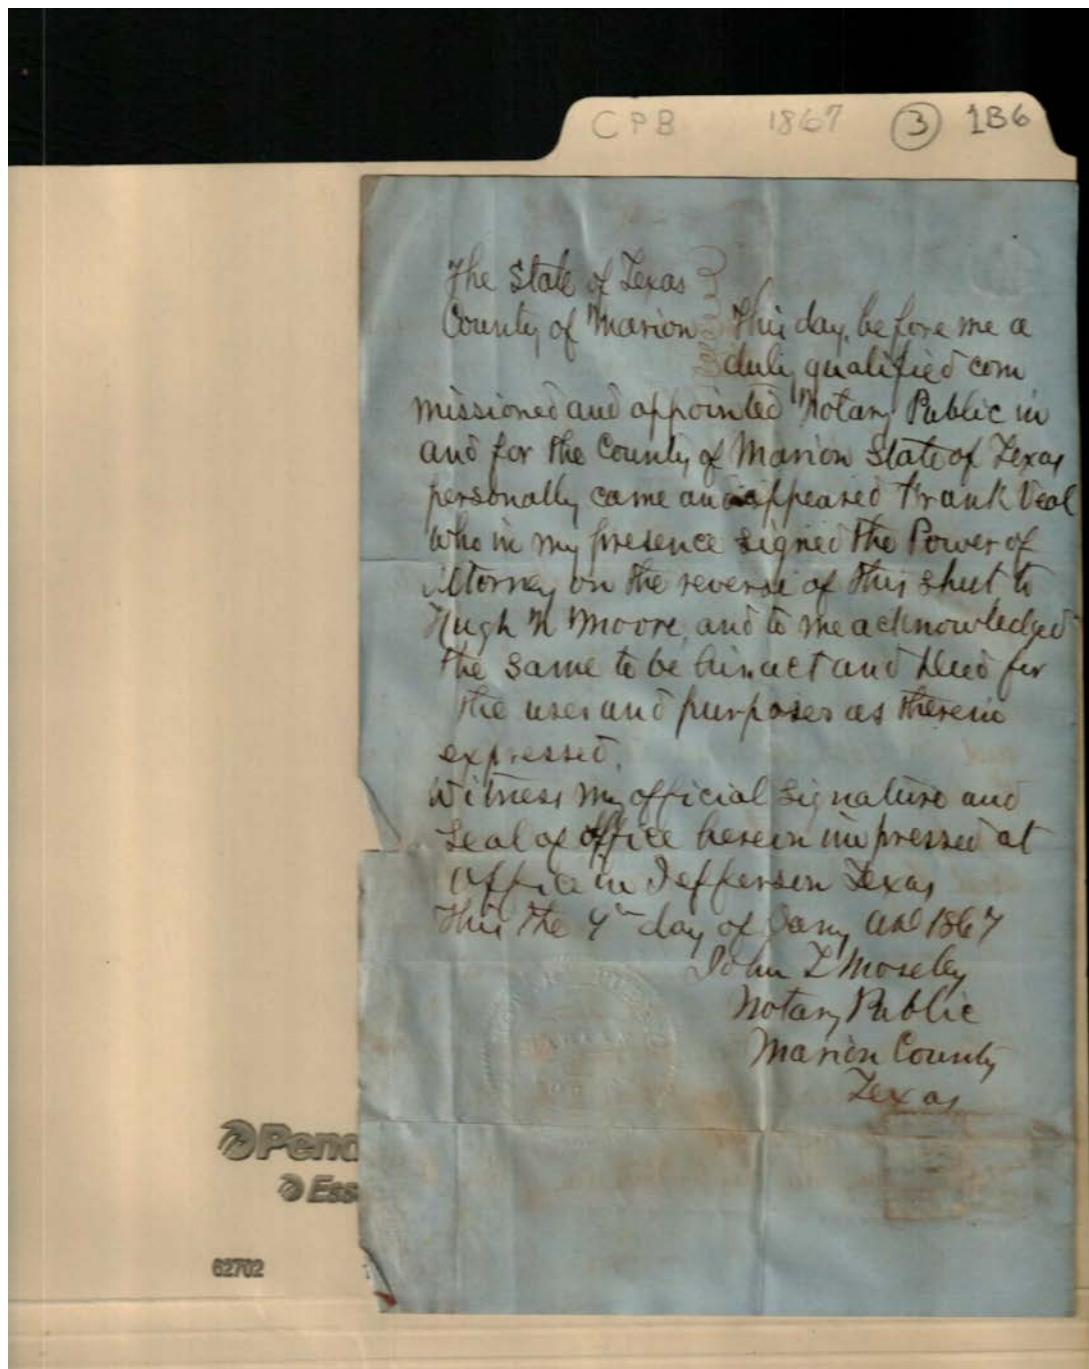 CPB 1867 3 1B6
The State of Texas
County of Marion This day, before me a
duly qualified com
missioned and appointed Notary Public in
and for the County of Marion State of Texas
personally came and appeared Frank Veal
who in my presence signed the Power of
Attorney on the reverse of this sheet to
Hugh N Moore, and to me acknowledged
the same to be his act and deed for
the uses and purposes as therein
expressed.
Witness my official signature and
Seal of office herein impressed at
office in Jefferson Texas
This the day of Jany AD 1867
John L Moseley
Notary Public
Marion County
Texas
Pend
Ess
62702